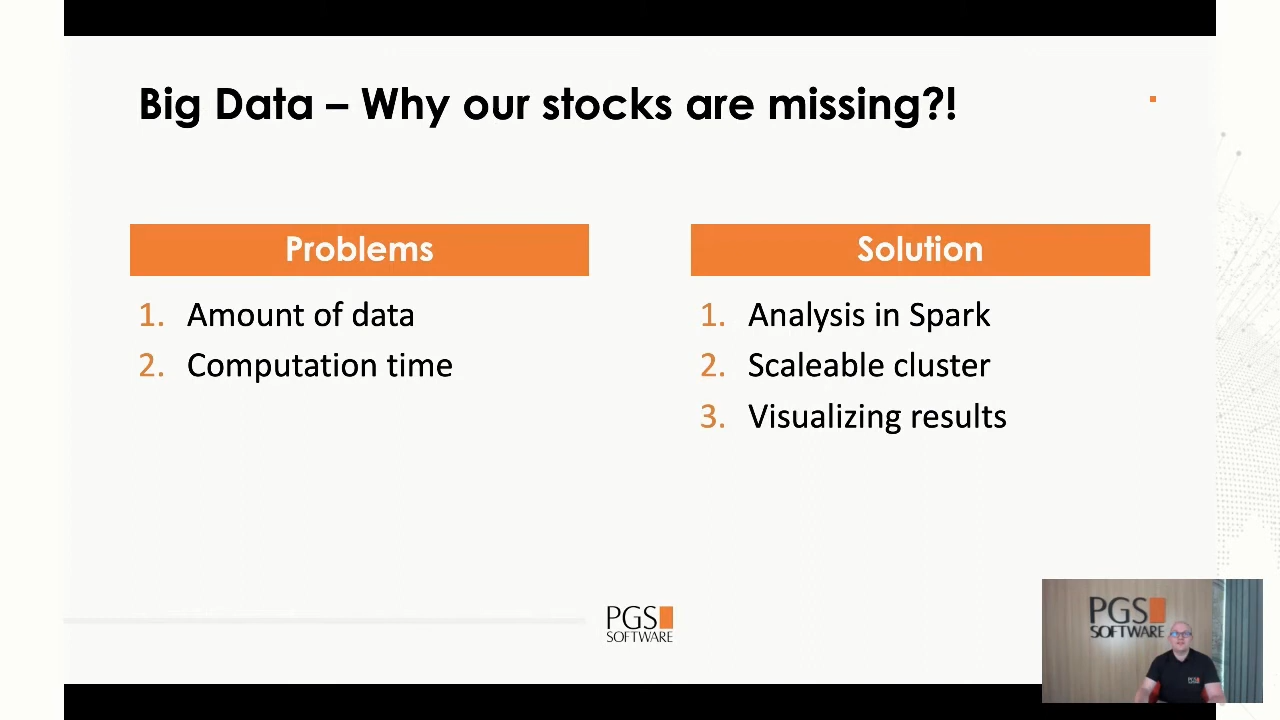 Big Data – Why our stocks are missing?!
Problems
1. Amount of data
2. Computation time
Solution
1. Analysis in Spark
2. Scaleable cluster
3. Visualizing results
PGS
SOFTWARE
PGS
SOFTWARE
PGS